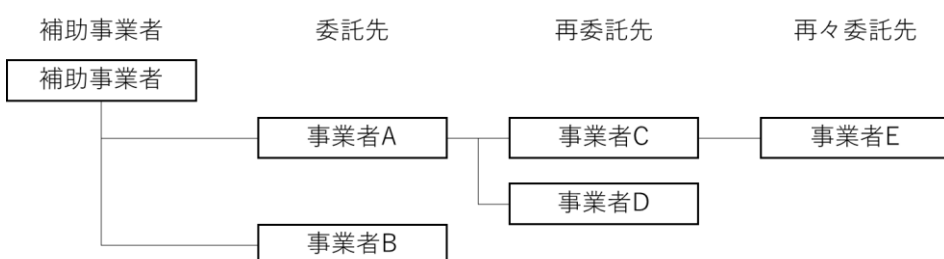 補助事業者 委託先 再委託先 再々委託先
補助事業者
事業者A 事業者C 事業者E
事業者D
事業者B